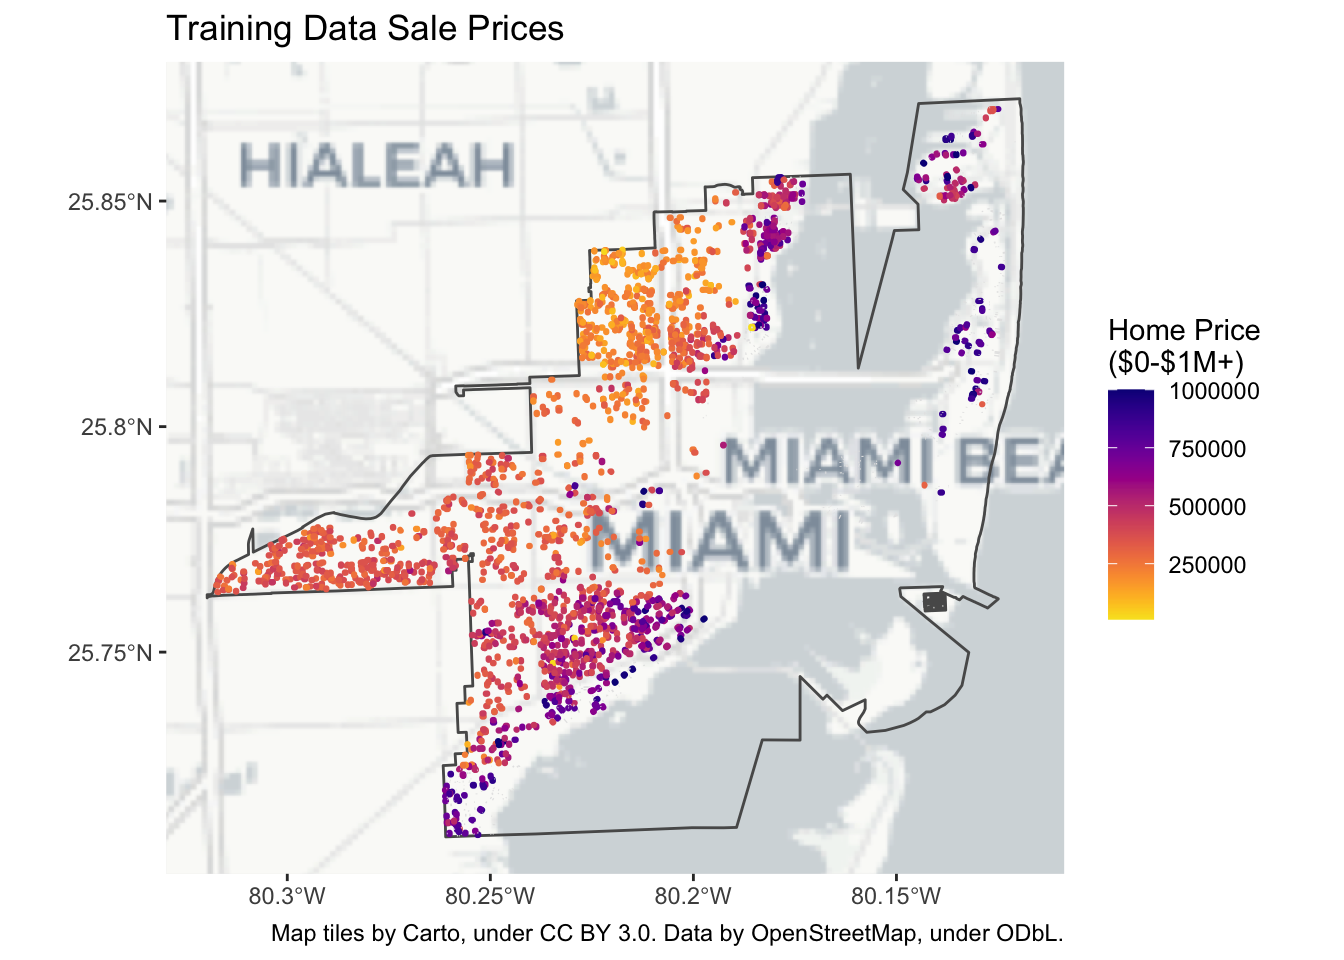 Training Data Sale Prices
HIALEAH
MIAMI BEA
MIAMI
25.85°N
25.8°N
25.75°N
80.3°W
80.25°W
80.2°W
80.15°W
Home Price
($0-$1M+)
1000000
750000
500000
250000
Map tiles by Carto, under CC BY 3.0. Data by OpenStreetMap, under ODbL.